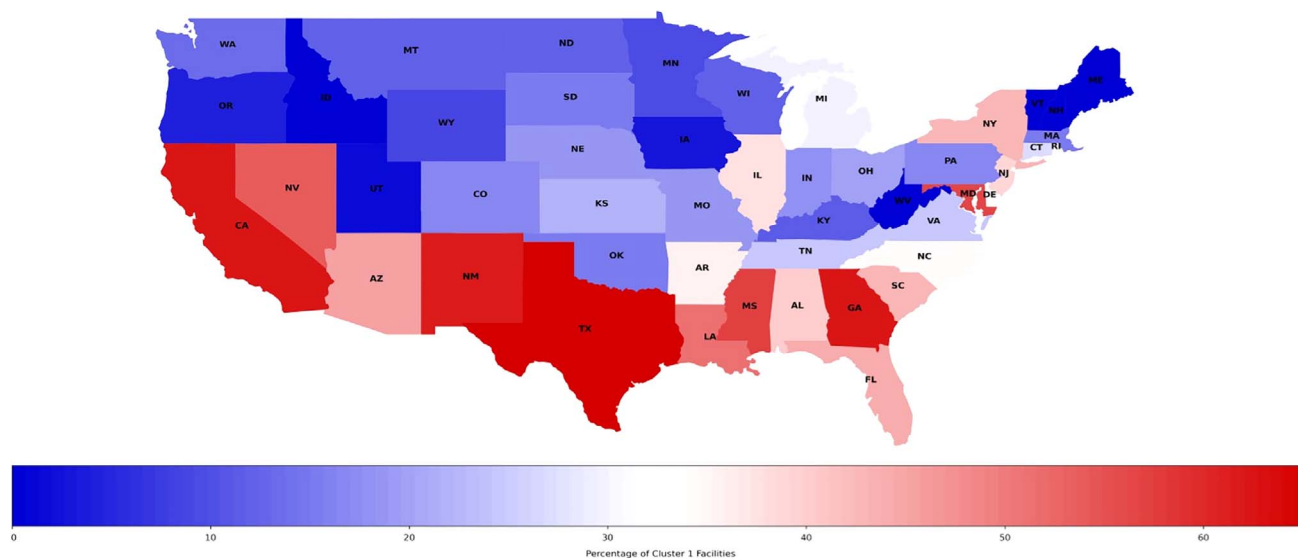 WA
MT
ND
MN
ME
ID
OR
SD
WI
MI
VT
NH
WY
NY
MA
IA
CT
RI
NE
PA
NJ
UT
CO
IL
IN
OH
MD
DE
WV
NV
KS
MO
KY
VA
CA
TN
NC
AZ
NM
OK
AR
SC
TX
MS
AL
GA
LA
FL
0
10
20
30
40
50
60
Percentage of Cluster 1 Facilities